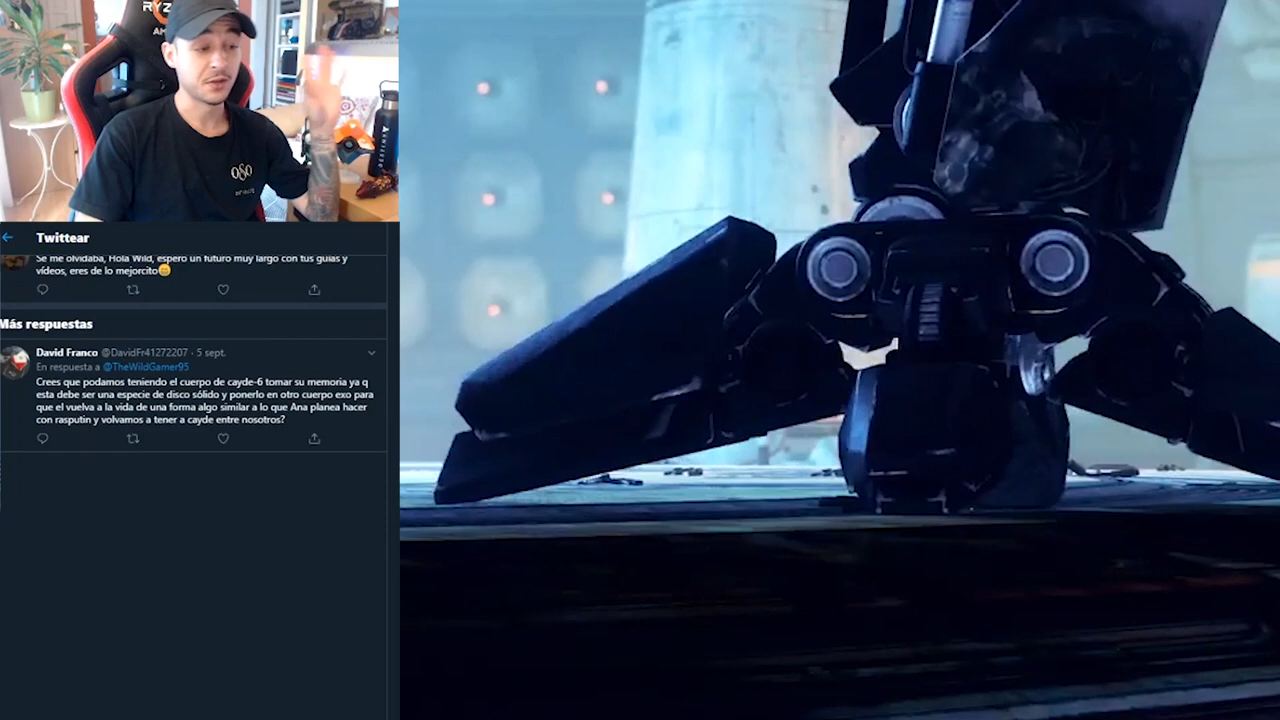 RYZ
AM
OSO
Twittear
Se me olvidaba, Hola Wild, espero un futuro muy largo con tus guías y
vídeos, eres de lo mejorcito
Más respuestas
David Franco @DavidFr41272207 · 5 sept.
En respuesta a @TheWildGamer95
Crees que podamos teniendo el cuerpo de cayde-6 tomar su memoria ya q
esta debe ser una especie de disco sólido y ponerlo en otro cuerpo exo para
que el vuelva a la vida de una forma algo similar a lo que Ana planea hacer
con rasputin y volvamos a tener a cayde entre nosotros?